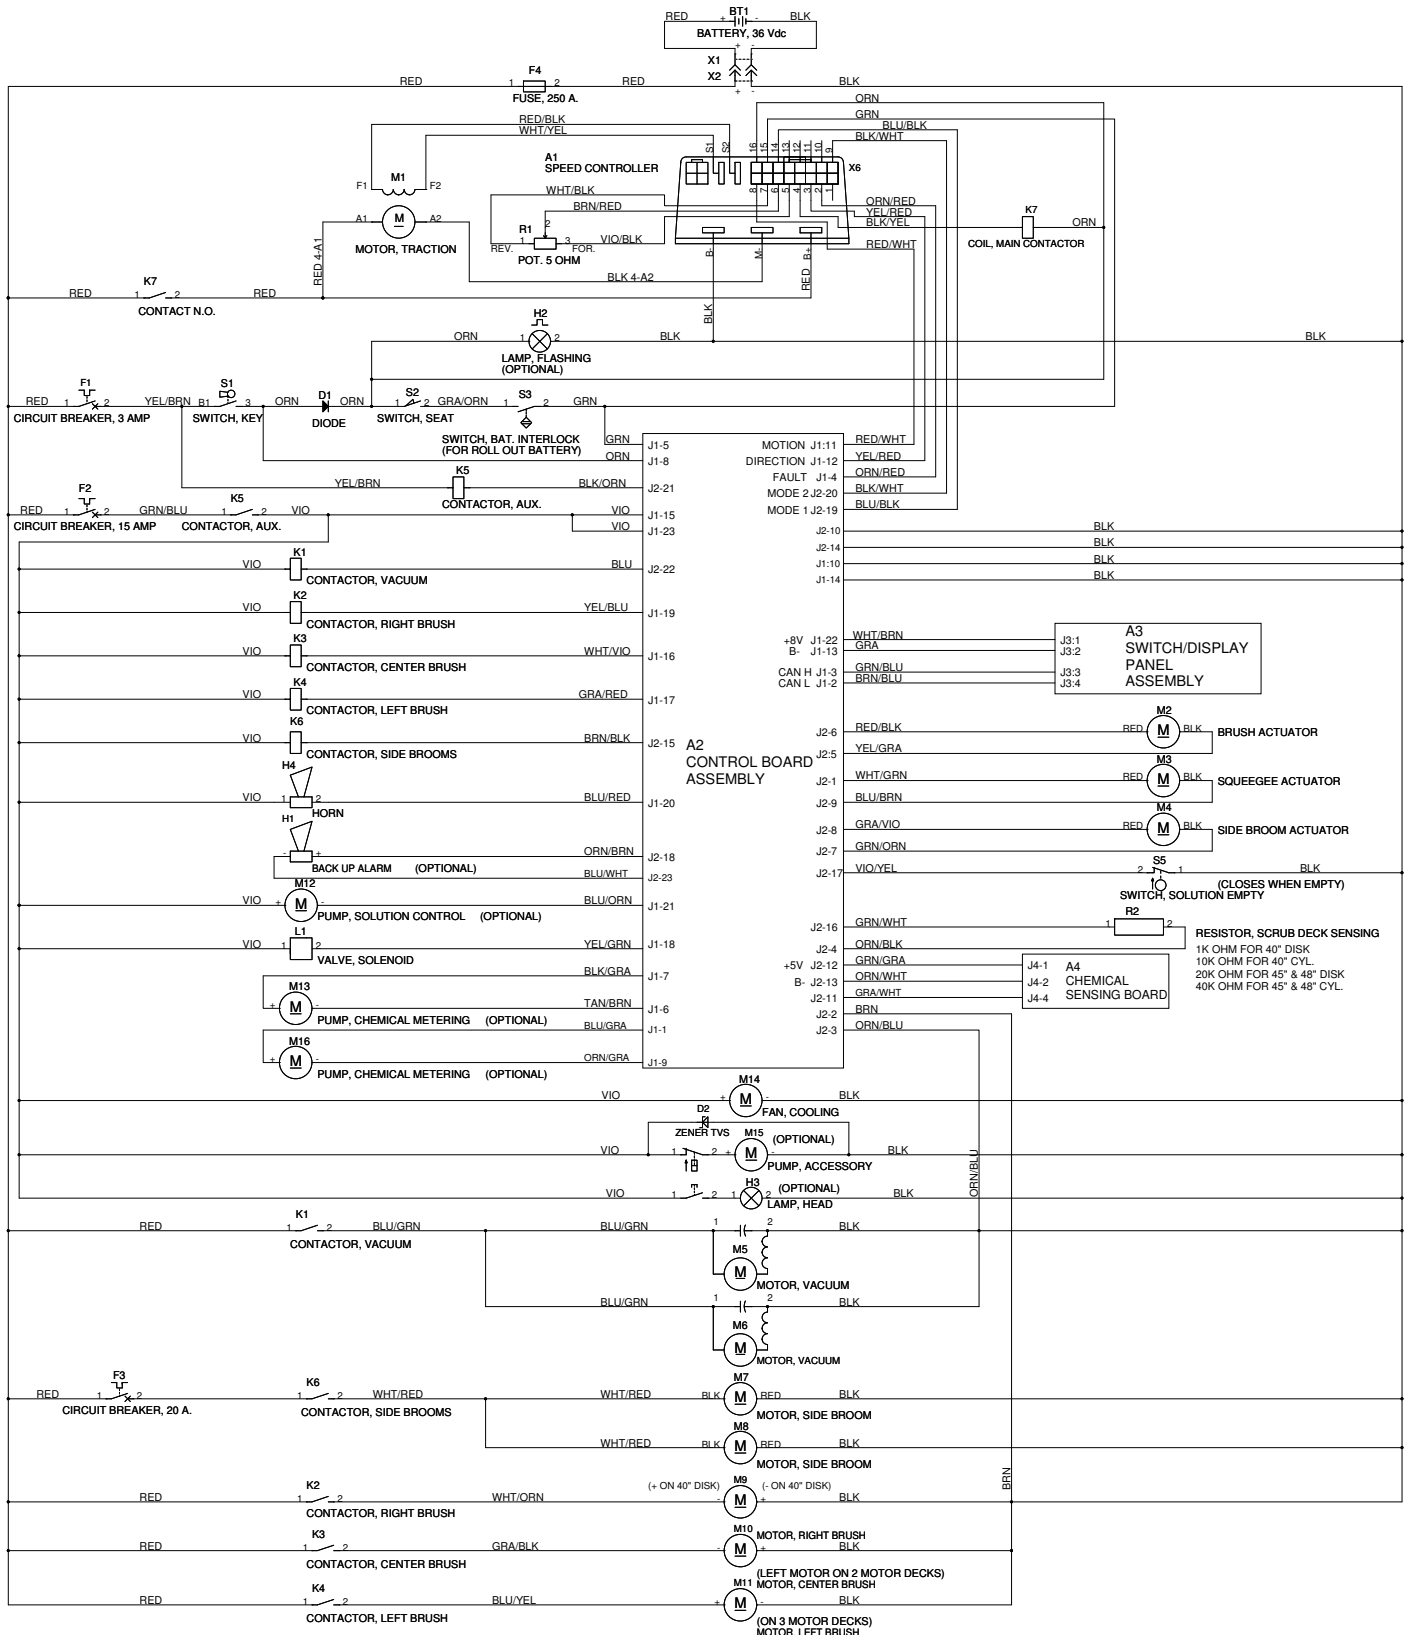 RED + BT1 - BLK
BATTERY, 36 Vdc
+ -
X1
X2
+ -
RED 1 F4 2 RED BLK
FUSE, 250 A.
ORN
GRN
BLU/BLK
BLK/WHT
RED/BLK
WHT/YEL
S1 S2 16 15 14 13 12 11 10 9
A1
SPEED CONTROLLER
X6
8 7 6 5 4 3 2 1
F1 M1 F2
A1 M A2
MOTOR, TRACTION
WHT/BLK
BRN/RED
2
R1
REV. 1 3 FOR.
VIO/BLK
POT. 5 OHM
ORN/RED
YEL/RED
BLK/YEL
RED/WHT
K7
ORN
COIL, MAIN CONTACTOR
B- M- B+
RED 4-A1
BLK 4-A2
RED
BLK
RED K7 1 2 RED
CONTACT N.O.
H2
ORN 1 2 BLK BLK
LAMP, FLASHING
(OPTIONAL)
RED 1 F1 2 YEL/BRN B1 S1 3 ORN D1 ORN 1 S2 2 GRA/ORN 1 S3 2 GRN
CIRCUIT BREAKER, 3 AMP
SWITCH, KEY
DIODE
SWITCH, SEAT
SWITCH, BAT. INTERLOCK
(FOR ROLL OUT BATTERY)
GRN J1-5
ORN J1-8
MOTION J1:11 RED/WHT
DIRECTION J1-12 YEL/RED
FAULT J1-4 ORN/RED
MODE 2 J2-20 BLK/WHT
MODE 1 J2-19 BLU/BLK
YEL/BRN K5 BLK/ORN J2-21
CONTACTOR, AUX.
RED 1 F2 2 GRN/BLU 1 K5 2 VIO VIO J1-15
CIRCUIT BREAKER, 15 AMP
CONTACTOR, AUX.
VIO J1-23
J2-10 BLK
J2-14 BLK
J1:10 BLK
J1-14 BLK
VIO K1 BLU J2-22
CONTACTOR, VACUUM
VIO K2 YEL/BLU J1-19
CONTACTOR, RIGHT BRUSH
VIO K3 WHT/VIO J1-16
CONTACTOR, CENTER BRUSH
VIO K4 GRA/RED J1-17
CONTACTOR, LEFT BRUSH
VIO K6 BRN/BLK J2-15
CONTACTOR, SIDE BROOMS
+8V J1-22 WHT/BRN J3:1
B- J1-13 GRA J3:2
CAN H J1-3 GRN/BLU J3:3
CAN L J1-2 BRN/BLU J3:4
A3
SWITCH/DISPLAY
PANEL
ASSEMBLY
A2
CONTROL BOARD
ASSEMBLY
J2-6 RED/BLK RED M2 M BLK BRUSH ACTUATOR
J2:5 YEL/GRA
J2-1 WHT/GRN RED M3 M BLK SQUEEGEE ACTUATOR
J2-9 BLU/BRN
J2-8 GRA/VIO RED M4 M BLK SIDE BROOM ACTUATOR
J2-7 GRN/ORN
J2-17 VIO/YEL 2 S5 1 BLK
(CLOSES WHEN EMPTY)
SWITCH, SOLUTION EMPTY
VIO H4 1 2 BLU/RED J1-20
HORN
H1
- + ORN/BRN J2-18
BACK UP ALARM (OPTIONAL)
BLU/WHT J2-23
VIO + M12 M - BLU/ORN J1-21
PUMP, SOLUTION CONTROL (OPTIONAL)
VIO 1 L1 2 YEL/GRN J1-18
VALVE, SOLENOID
BLK/GRA J1-7
+ M13 M - TAN/BRN J1-6
PUMP, CHEMICAL METERING (OPTIONAL)
BLU/GRA J1-1
+ M16 M - ORN/GRA J1-9
PUMP, CHEMICAL METERING (OPTIONAL)
J2-16 GRN/WHT 1 R2 2
J2-4 ORN/BLK
RESISTOR, SCRUB DECK SENSING
1K OHM FOR 40" DISK
10K OHM FOR 40" CYL.
20K OHM FOR 45" & 48" DISK
40K OHM FOR 45" & 48" CYL.
+5V J2-12 GRN/GRA J4-1
B- J2-13 ORN/WHT J4-2
J2-11 GRA/WHT J4-4
A4
CHEMICAL
SENSING BOARD
J2-2 BRN
J2-3 ORN/BLU
VIO + M14 M - BLK
FAN, COOLING
D2
ZENER TVS
VIO 1 2 + M15 M - BLK
(OPTIONAL)
PUMP, ACCESSORY
ORN/BLU
VIO 1 2 1 H3 2 BLK
(OPTIONAL)
LAMP, HEAD
RED 1 K1 2 BLU/GRN BLU/GRN 1 2 BLK
CONTACTOR, VACUUM
M5
M
MOTOR, VACUUM
BLU/GRN 1 2 BLK
M6
M
MOTOR, VACUUM
RED 1 F3 2 K6 1 2 WHT/RED WHT/RED BLK M7 M RED BLK
CIRCUIT BREAKER, 20 A.
CONTACTOR, SIDE BROOMS
MOTOR, SIDE BROOM
WHT/RED BLK M8 M RED BLK
MOTOR, SIDE BROOM
BRN
RED K2 1 2 WHT/ORN (+ ON 40" DISK) - M9 M + (- ON 40" DISK) BLK
CONTACTOR, RIGHT BRUSH
MOTOR, RIGHT BRUSH
RED K3 1 2 GRA/BLK - M10 M + BLK
CONTACTOR, CENTER BRUSH
(LEFT MOTOR ON 2 MOTOR DECKS)
MOTOR, CENTER BRUSH
RED K4 1 2 BLU/YEL + M11 M - BLK
CONTACTOR, LEFT BRUSH
(ON 3 MOTOR DECKS)
MOTOR, LEFT BRUSH